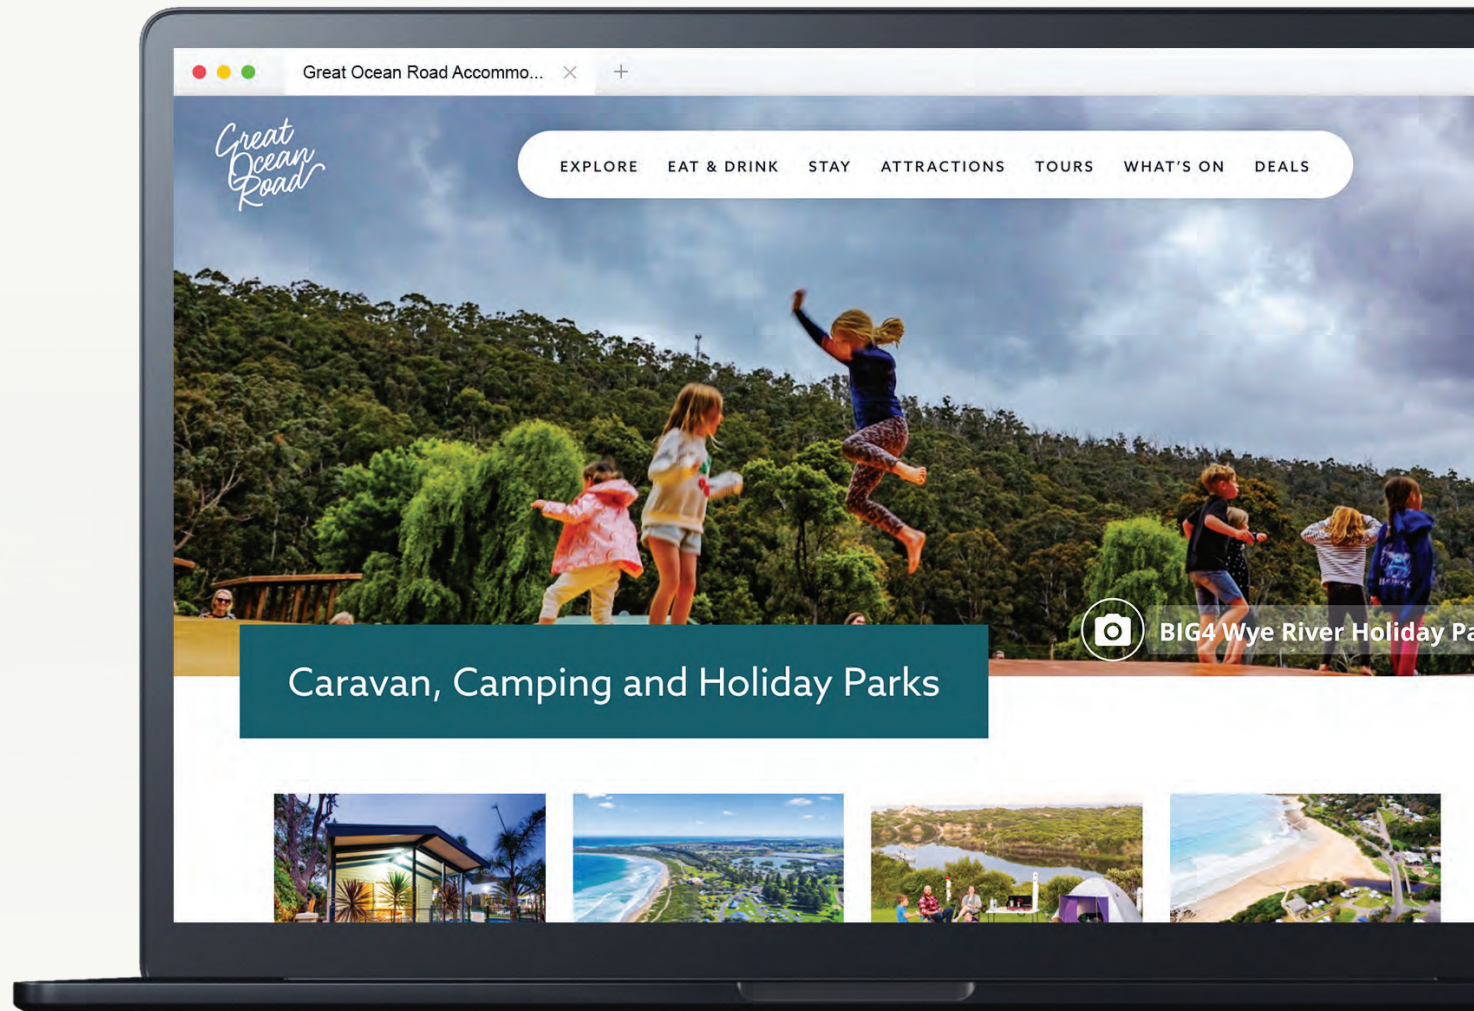 Great Ocean Road Accommo...
Great
Ocean
Road
EXPLORE EAT & DRINK STAY ATTRACTIONS TOURS WHAT'S ON DEALS
BIG4 Wye River Holiday Pa
Caravan, Camping and Holiday Parks